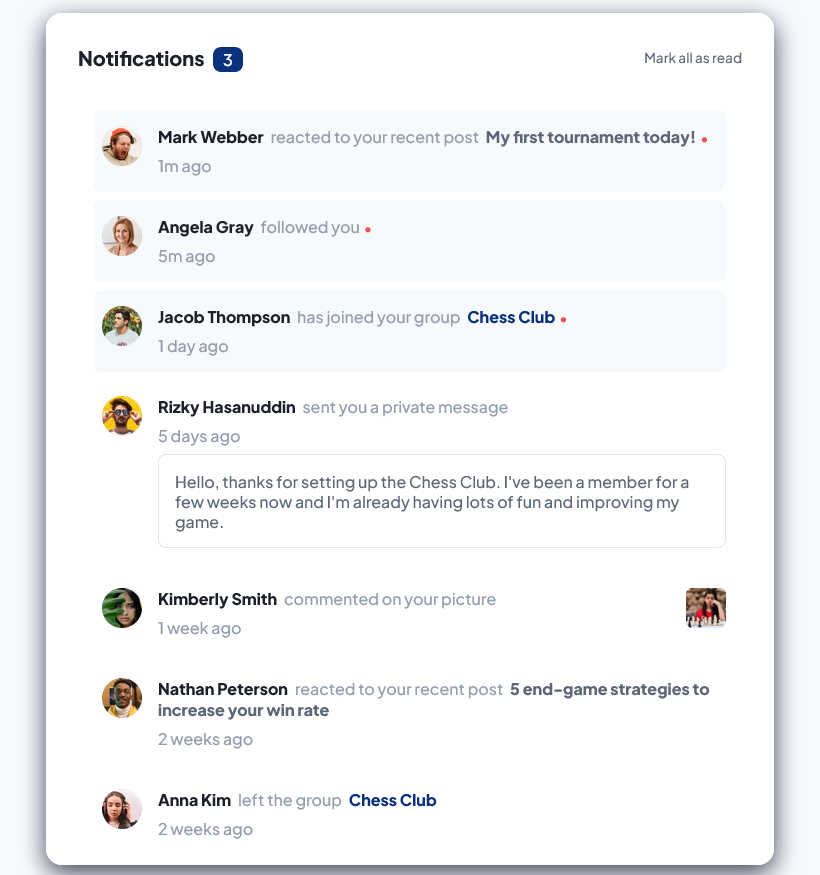 Notifications 3
Mark all as read
Mark Webber reacted to your recent post My first tournament today!
1m ago
Angela Gray followed you
5m ago
Jacob Thompson has joined your group Chess Club
1 day ago
Rizky Hasanuddin sent you a private message
5 days ago
Hello, thanks for setting up the Chess Club. I've been a member for a
few weeks now and I'm already having lots of fun and improving my
game.
Kimberly Smith commented on your picture
1 week ago
Nathan Peterson reacted to your recent post 5 end-game strategies to
increase your win rate
2 weeks ago
Anna Kim left the group Chess Club
2 weeks ago